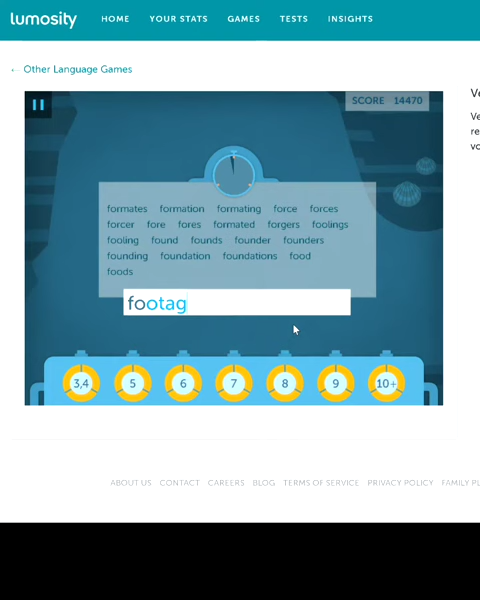 lumosity HOME YOUR STATS GAMES TESTS INSIGHTS
← Other Language Games
SCORE 14470
formates formation formating force forces
forcer fore fores formated forgers foolings
fooling found founds founder founders
founding foundation foundations food
foods
footag
3,4 5 6 7 8 9 10+
ABOUT US CONTACT CAREERS BLOG TERMS OF SERVICE PRIVACY POLICY FAMILY